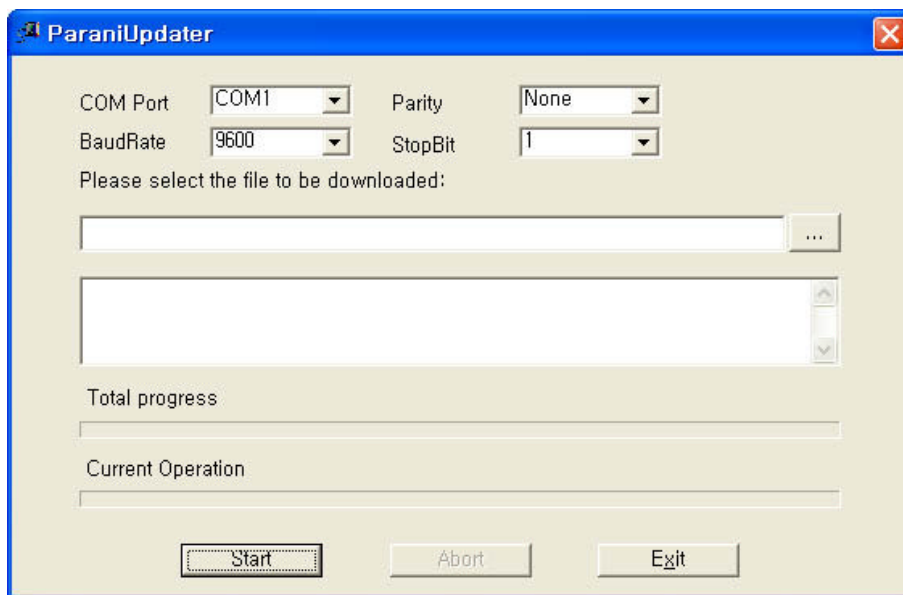 ParaniUpdater
COM Port COM1 Parity None
BaudRate 9600 StopBit 1
Please select the file to be downloaded:
...
Total progress
Current Operation
Start Abort Exit